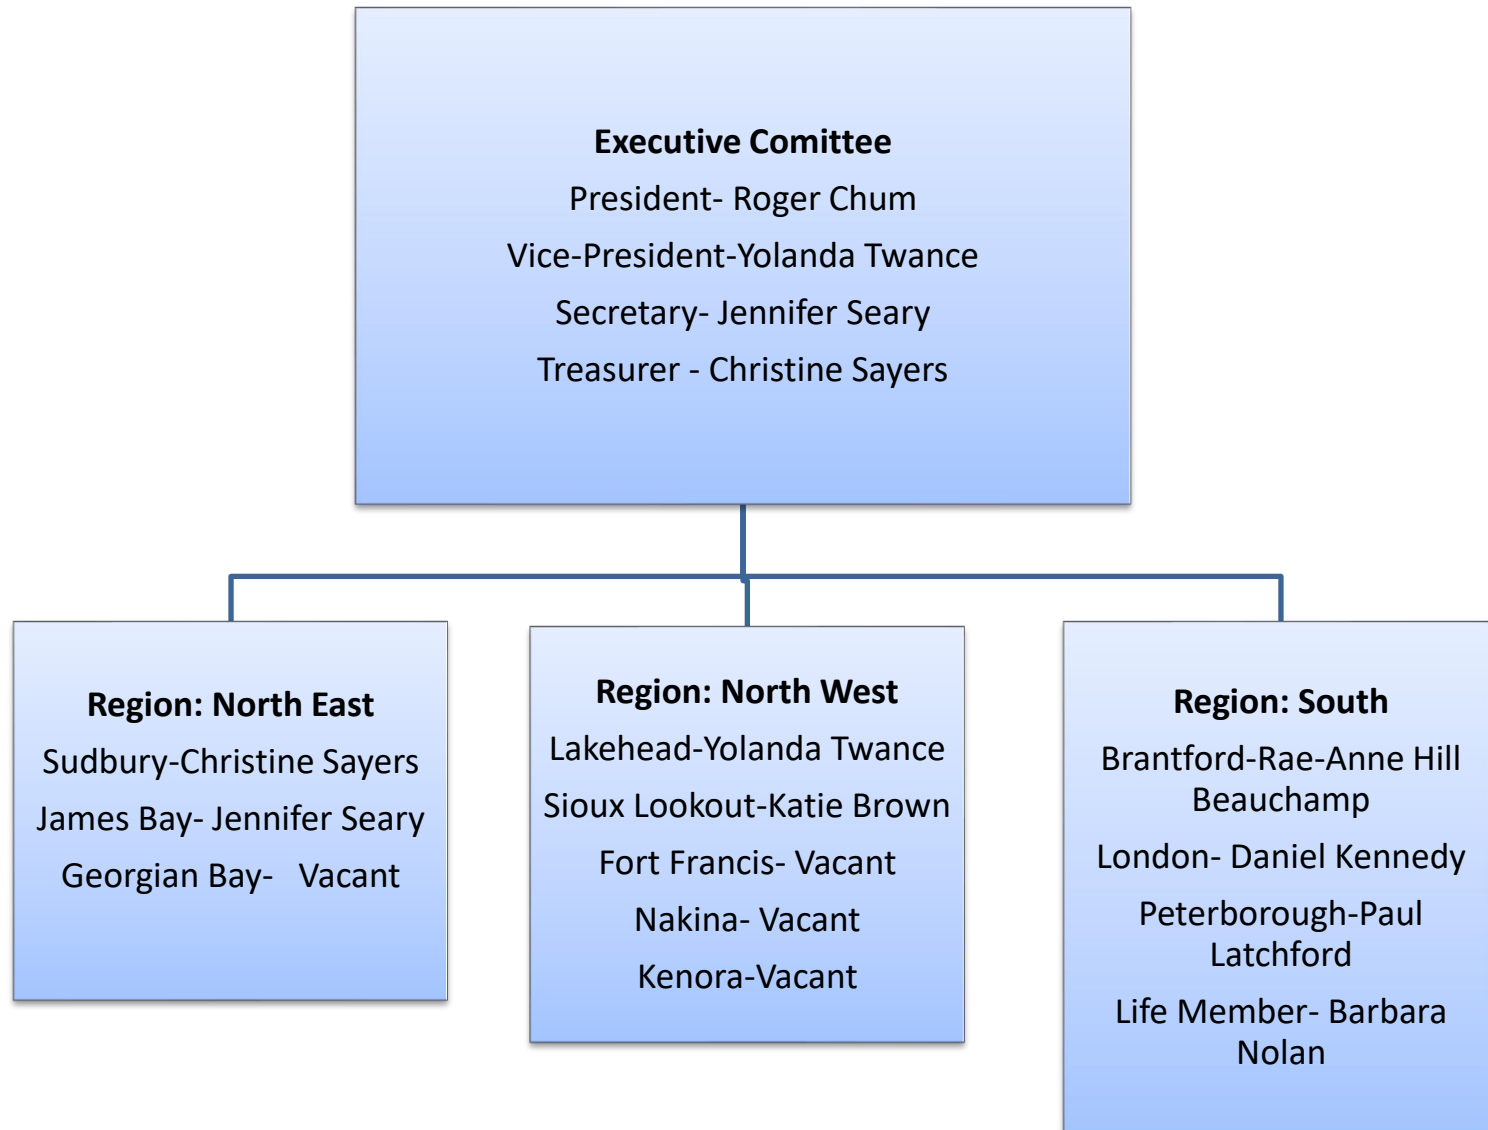 Executive Comittee
President- Roger Chum
Vice-President-Yolanda Twance
Secretary- Jennifer Seary
Treasurer - Christine Sayers
Region: North East
Sudbury-Christine Sayers
James Bay- Jennifer Seary
Georgian Bay-   Vacant
Region: North West
Lakehead-Yolanda Twance
Sioux Lookout-Katie Brown
Fort Francis- Vacant
Nakina- Vacant
Kenora-Vacant
Region: South
Brantford-Rae-Anne Hill
Beauchamp
London- Daniel Kennedy
Peterborough-Paul
Latchford
Life Member- Barbara
Nolan